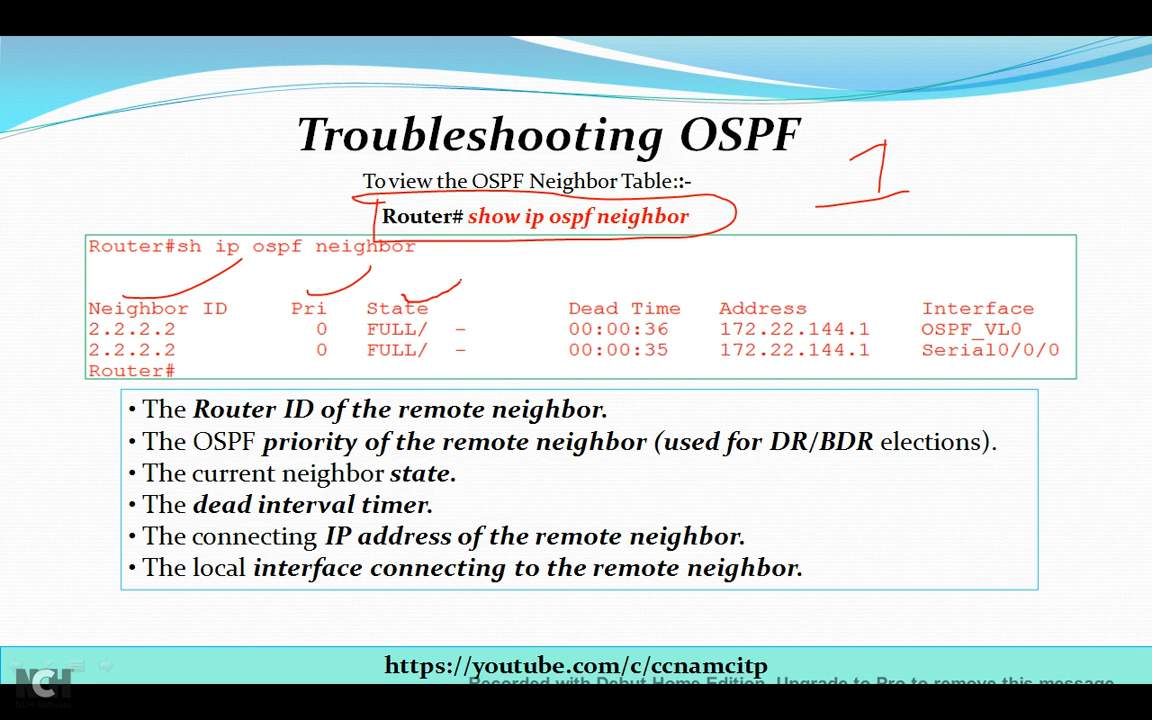 Troubleshooting OSPF
1
To view the OSPF Neighbor Table::-
Router# show ip ospf neighbor
Router#sh ip ospf neighbor
Neighbor ID Pri State Dead Time Address Interface
2.2.2.2 0 FULL/ - 00:00:36 172.22.144.1 OSPF_VL0
2.2.2.2 0 FULL/ - 00:00:35 172.22.144.1 Serial0/0/0
Router#
• The Router ID of the remote neighbor.
• The OSPF priority of the remote neighbor (used for DR/BDR elections).
• The current neighbor state.
• The dead interval timer.
• The connecting IP address of the remote neighbor.
• The local interface connecting to the remote neighbor.
https://youtube.com/c/ccnamcitp
NCH
NCH Software
Recorded with Debut Home Edition. Upgrade to Pro to remove this message